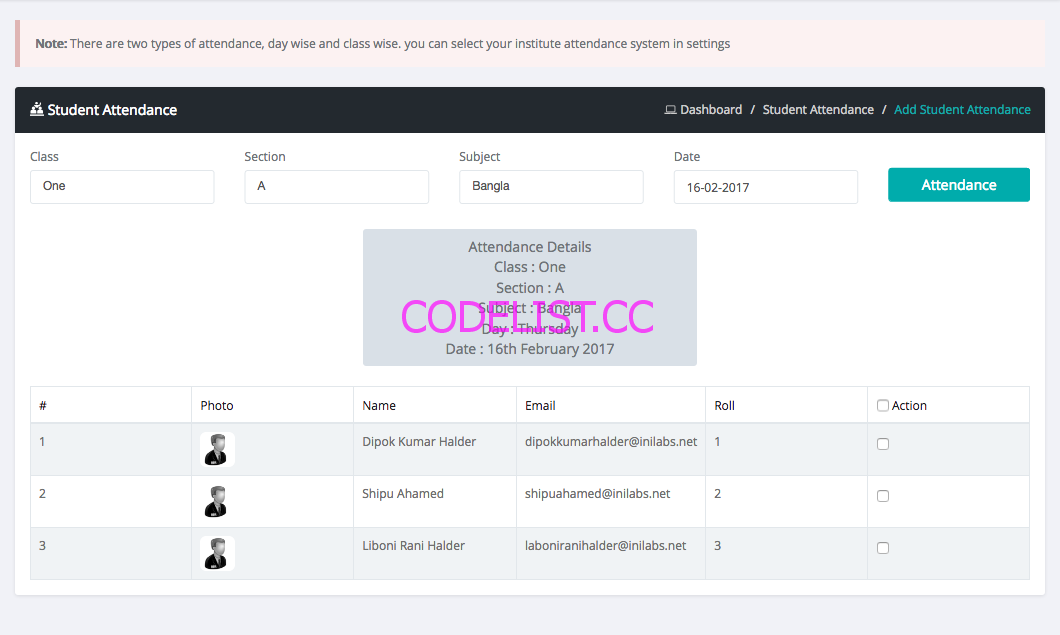 Note: There are two types of attendance, day wise and class wise. you can select your institute attendance system in settings
Student Attendance
Dashboard / Student Attendance / Add Student Attendance
Class Section Subject Date
One A Bangla 16-02-2017 Attendance
Attendance Details
Class : One
Section : A
Subject : Bangla
CODELIST.CC
Day : Thursday
Date : 16th February 2017
# Photo Name Email Roll Action
1 Dipok Kumar Halder dipokkumarhalder@inilabs.net 1
2 Shipu Ahamed shipuahamed@inilabs.net 2
3 Liboni Rani Halder laboniranihalder@inilabs.net 3